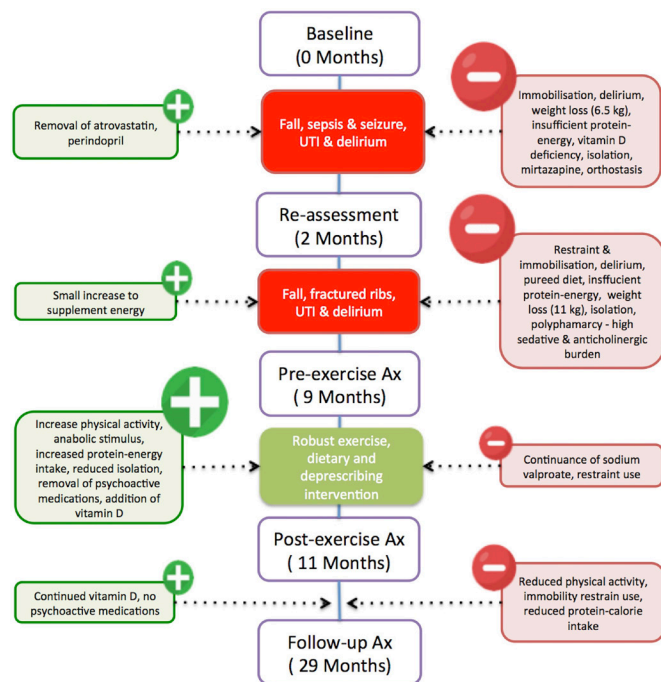 Baseline
(0 Months)
Removal of atrovastatin,
perindopril
Fall, sepsis & seizure,
UTI & delirium
Immobilisation, delirium,
weight loss (6.5 kg),
insufficient protein-
energy, vitamin D
deficiency, isolation,
mirtazapine, orthostasis
Re-assessment
(2 Months)
Small increase to
supplement energy
Fall, fractured ribs,
UTI & delirium
Restraint &
immobilisation, delirium,
pureed diet, insffucient
protein-energy, weight
loss (11 kg), isolation,
polyphamarcy - high
sedative & anticholinergic
burden
Pre-exercise Ax
( 9 Months)
Increase physical activity,
anabolic stimulus,
increased protein-energy
intake, reduced isolation,
removal of psychoactive
medications, addition of
vitamin D
Robust exercise,
dietary and
deprescribing
intervention
Continuance of sodium
valproate, restraint use
Post-exercise Ax
( 11 Months)
Continued vitamin D, no
psychoactive medications
Reduced physical activity,
immobility restrain use,
reduced protein-calorie
intake
Follow-up Ax
( 29 Months)